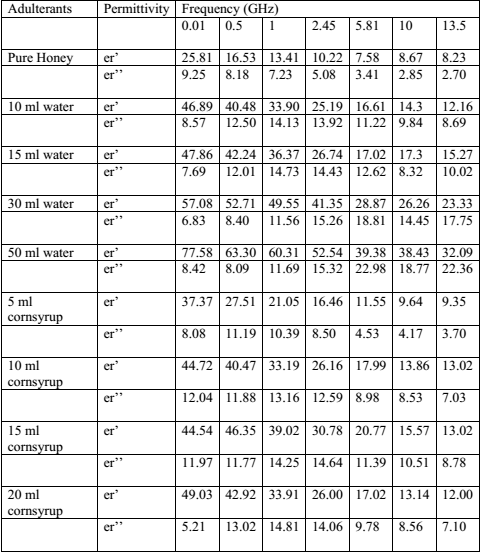 Adulterants Permittivity Frequency (GHz)
0.01 0.5 1 2.45 5.81 10 13.5
Pure Honey er’ 25.81 16.53 13.41 10.22 7.58 8.67 8.23
er’’ 9.25 8.18 7.23 5.08 3.41 2.85 2.70
10 ml water er’ 46.89 40.48 33.90 25.19 16.61 14.3 12.16
er’’ 8.57 12.50 14.13 13.92 11.22 9.84 8.69
15 ml water er’ 47.86 42.24 36.37 26.74 17.02 17.3 15.27
er’’ 7.69 12.01 14.73 14.43 12.62 8.32 10.02
30 ml water er’ 57.08 52.71 49.55 41.35 28.87 26.26 23.33
er’’ 6.83 8.40 11.56 15.26 18.81 14.45 17.75
50 ml water er’ 77.58 63.30 60.31 52.54 39.38 38.43 32.09
er’’ 8.42 8.09 11.69 15.32 22.98 18.77 22.36
5 ml er’ 37.37 27.51 21.05 16.46 11.55 9.64 9.35
cornsyrup
er’’ 8.08 11.19 10.39 8.50 4.53 4.17 3.70
10 ml er’ 44.72 40.47 33.19 26.16 17.99 13.86 13.02
cornsyrup
er’’ 12.04 11.88 13.16 12.59 8.98 8.53 7.03
15 ml er’ 44.54 46.35 39.02 30.78 20.77 15.57 13.02
cornsyrup
er’’ 11.97 11.77 14.25 14.64 11.39 10.51 8.78
20 ml er’ 49.03 42.92 33.91 26.00 17.02 13.14 12.00
cornsyrup
er’’ 5.21 13.02 14.81 14.06 9.78 8.56 7.10